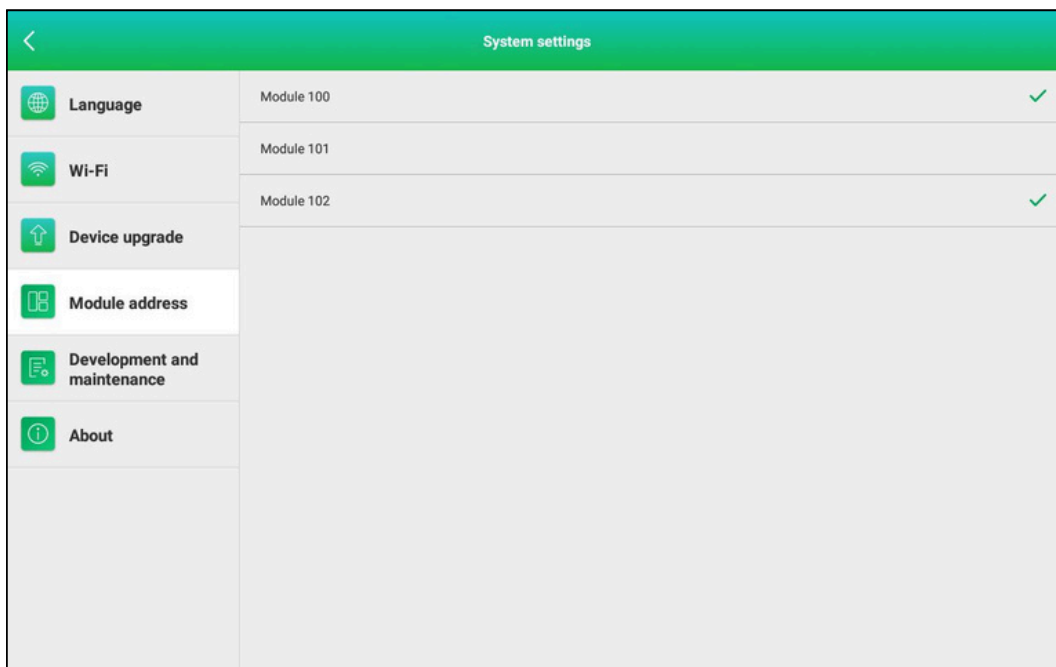 System settings
Language
Wi-Fi
Device upgrade
Module address
Development and
maintenance
About
Module 100
Module 101
Module 102